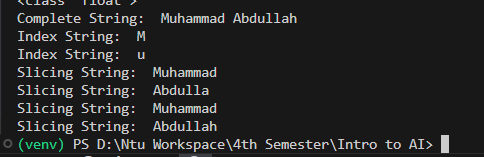 <class 'float'>
Complete String:  Muhammad Abdullah
Index String:  M
Index String:  u
Slicing String:  Muhammad
Slicing String:  Abdulla
Slicing String:  Muhammad
Slicing String:  Abdullah
(venv) PS D:\Ntu Workspace\4th Semester\Intro to AI>